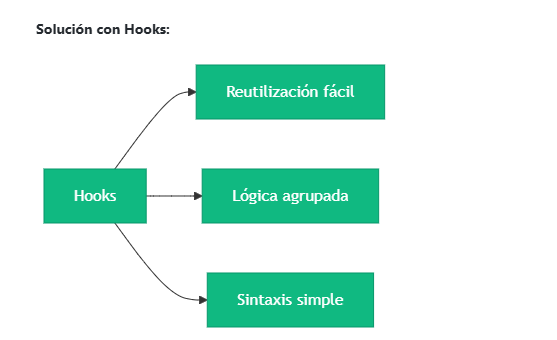 Solución con Hooks:
Reutilización fácil
Hooks
Lógica agrupada
Sintaxis simple